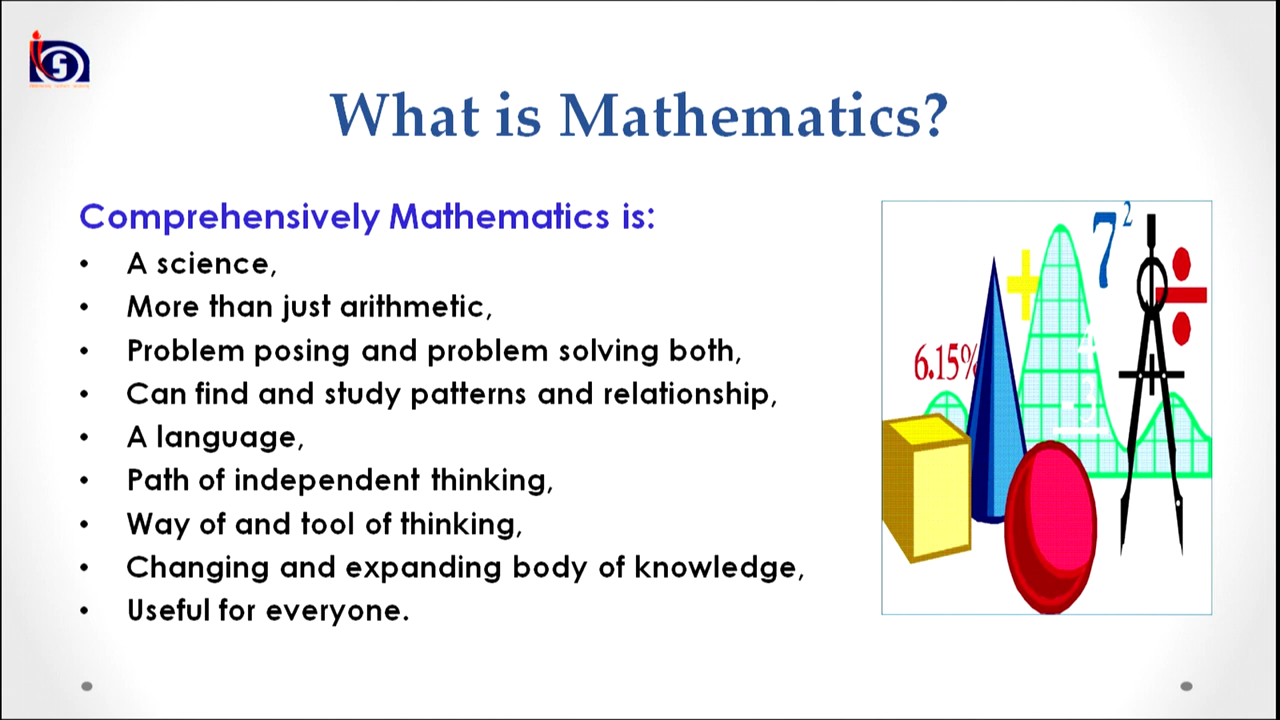 What is Mathematics?
Comprehensively Mathematics is:
• A science,
• More than just arithmetic,
• Problem posing and problem solving both,
• Can find and study patterns and relationship,
• A language,
• Path of independent thinking,
• Way of and tool of thinking,
• Changing and expanding body of knowledge,
• Useful for everyone.
7²
6.15%